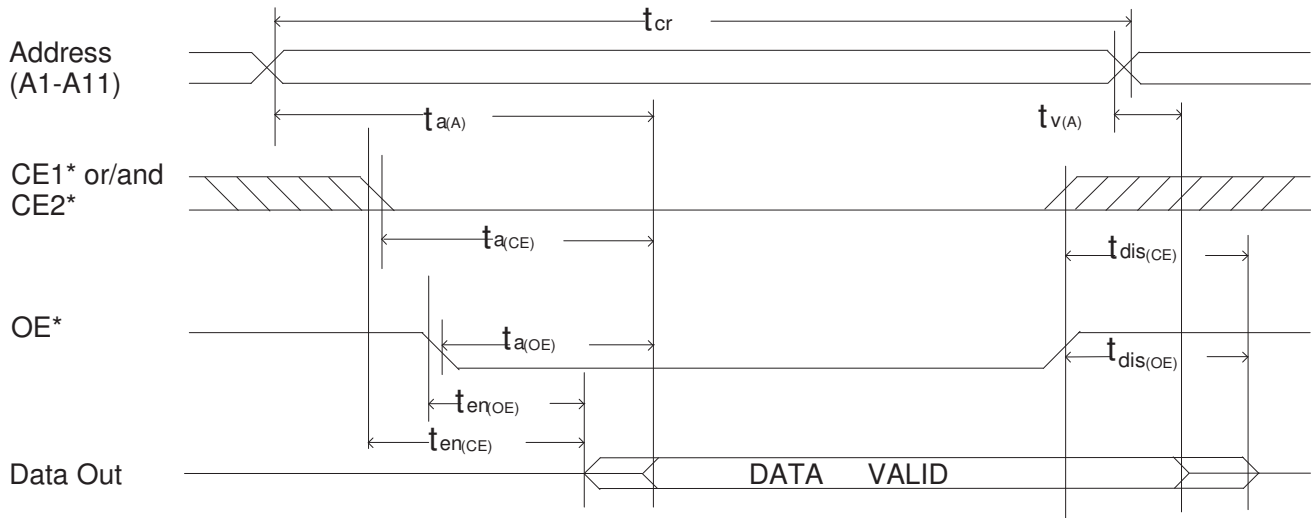 tcr
Address
(A1-A11)
ta(A)
tv(A)
CE1* or/and
CE2*
ta(CE)
tdis(CE)
OE*
ta(OE)
tdis(OE)
ten(OE)
ten(CE)
Data Out
DATA VALID